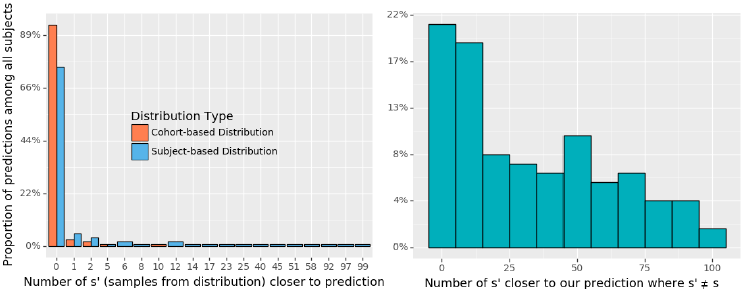 Proportion of predictions among all subjects
89%
66%
44%
22%
0%
Distribution Type
Cohort-based Distribution
Subject-based Distribution
0 1 2 5 6 8 10 12 14 17 23 25 40 45 51 58 92 97 99
Number of s' (samples from distribution) closer to prediction
22%
17%
13%
8%
4%
0%
0 25 50 75 100
Number of s' closer to our prediction where s' ≠ s